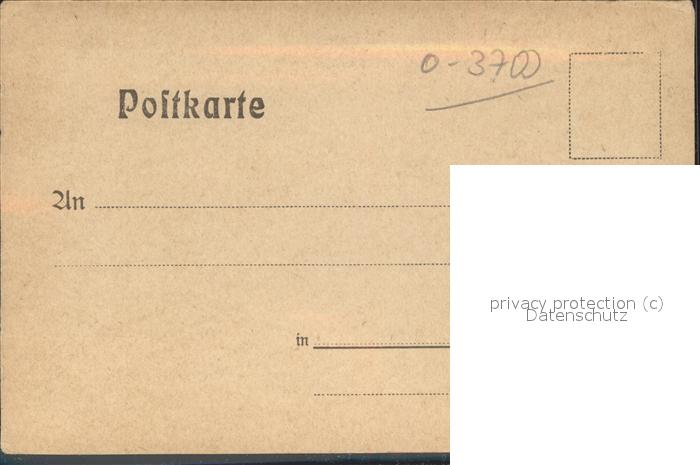 0-3700
Poſtkarte
An
in
privacy protection (c)
Datenschutz